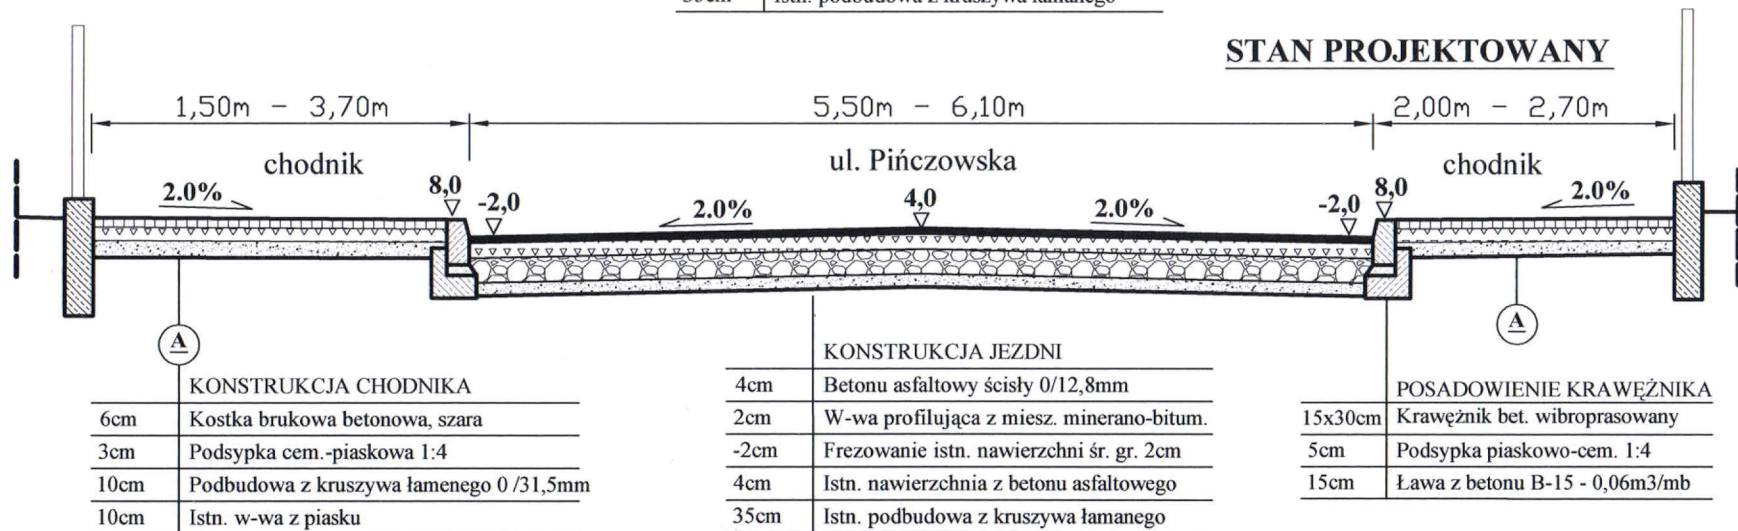 35cm Istn. podbudowa z kruszywa łamanego
STAN PROJEKTOWANY
1,50m - 3,70m 5,50m - 6,10m 2,00m - 2,70m
chodnik ul. Pińczowska chodnik
2.0% 8,0 -2,0 2.0% 4,0 2.0% -2,0 8,0 2.0%
A A
KONSTRUKCJA CHODNIKA
6cm Kostka brukowa betonowa, szara
3cm Podsypka cem.-piaskowa 1:4
10cm Podbudowa z kruszywa łamenego 0 /31,5mm
10cm Istn. w-wa z piasku
KONSTRUKCJA JEZDNI
4cm Betonu asfaltowy ścisły 0/12,8mm
2cm W-wa profilująca z miesz. minerano-bitum.
-2cm Frezowanie istn. nawierzchni śr. gr. 2cm
4cm Istn. nawierzchnia z betonu asfaltowego
35cm Istn. podbudowa z kruszywa łamanego
POSADOWIENIE KRAWĘŻNIKA
15x30cm Krawężnik bet. wibroprasowany
5cm Podsypka piaskowo-cem. 1:4
15cm Ława z betonu B-15 - 0,06m3/mb